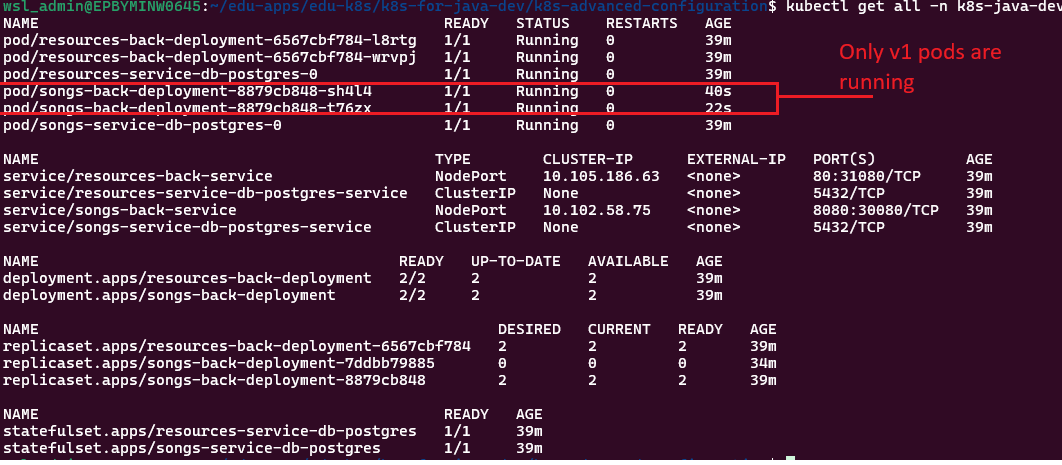 wsl_admin@EPBYMINW0645:~/edu-apps/edu-k8s/k8s-for-java-dev/k8s-advanced-configuration$ kubectl get all -n k8s-java-dev
NAME READY STATUS RESTARTS AGE
pod/resources-back-deployment-6567cbf784-l8rtg 1/1 Running 0 39m
pod/resources-back-deployment-6567cbf784-wrvpj 1/1 Running 0 39m
pod/resources-service-db-postgres-0 1/1 Running 0 39m
pod/songs-back-deployment-8879cb848-sh4l4 1/1 Running 0 40s
pod/songs-back-deployment-8879cb848-t76zx 1/1 Running 0 22s
pod/songs-service-db-postgres-0 1/1 Running 0 39m
Only v1 pods are
running
NAME TYPE CLUSTER-IP EXTERNAL-IP PORT(S) AGE
service/resources-back-service NodePort 10.105.186.63 <none> 80:31080/TCP 39m
service/resources-service-db-postgres-service ClusterIP None <none> 5432/TCP 39m
service/songs-back-service NodePort 10.102.58.75 <none> 8080:30080/TCP 39m
service/songs-service-db-postgres-service ClusterIP None <none> 5432/TCP 39m
NAME READY UP-TO-DATE AVAILABLE AGE
deployment.apps/resources-back-deployment 2/2 2 2 39m
deployment.apps/songs-back-deployment 2/2 2 2 39m
NAME DESIRED CURRENT READY AGE
replicaset.apps/resources-back-deployment-6567cbf784 2 2 2 39m
replicaset.apps/songs-back-deployment-7ddbb79885 0 0 0 34m
replicaset.apps/songs-back-deployment-8879cb848 2 2 2 39m
NAME READY AGE
statefulset.apps/resources-service-db-postgres 1/1 39m
statefulset.apps/songs-service-db-postgres 1/1 39m